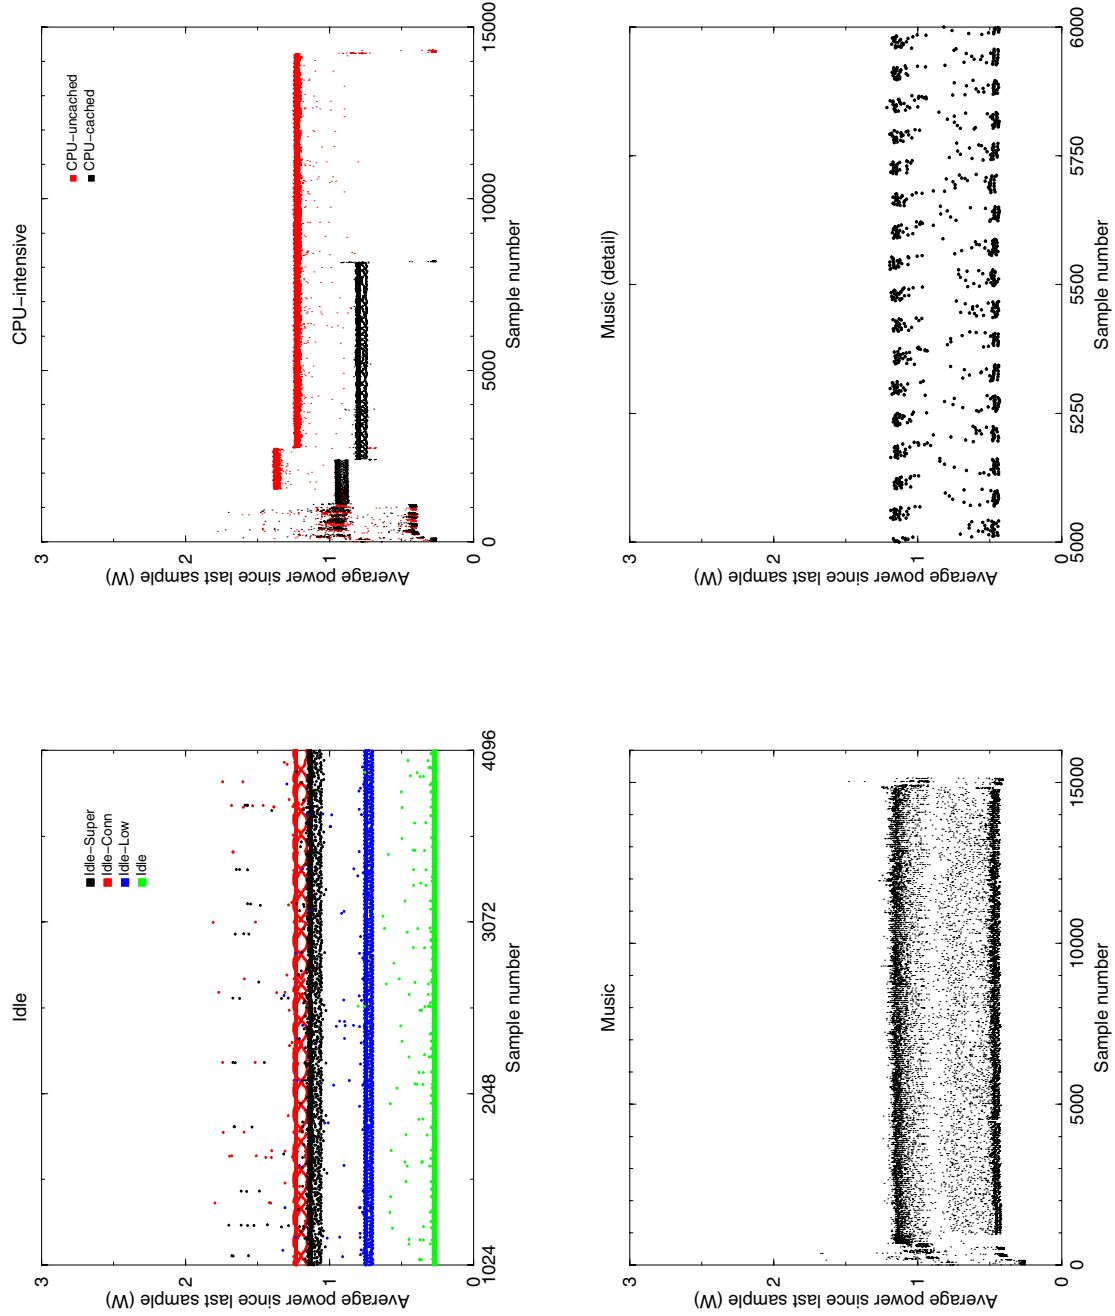 Idle
Average power since last sample (W)
3
2
1
0
Idle−Super
Idle−Conn
Idle−Low
Idle
1024
2048
3072
4096
Sample number
CPU−intensive
Average power since last sample (W)
3
2
1
0
CPU−uncached
CPU−cached
0
5000
10000
15000
Sample number
Music
Average power since last sample (W)
3
2
1
0
0
5000
10000
15000
Sample number
Music (detail)
Average power since last sample (W)
3
2
1
0
5000
5250
5500
5750
6000
Sample number